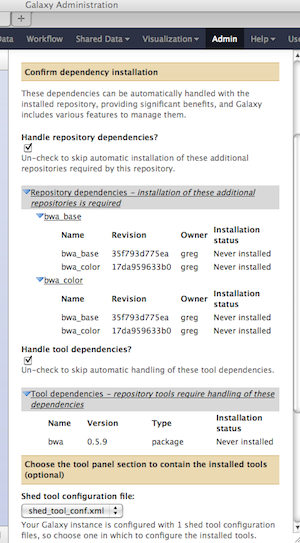 Galaxy Administration
+
Data Workflow Shared Data Visualization Admin Help Use
Confirm dependency installation
These dependencies can be automatically handled with the
installed repository, providing significant benefits, and Galaxy
includes various features to manage them.
Handle repository dependencies?
Un-check to skip automatic installation of these additional
repositories required by this repository.
Repository dependencies - installation of these additional
repositories is required
bwa_base
Name Revision Owner Installation
status
bwa_base 35f793d775ea greg Never installed
bwa_color 17da959633b0 greg Never installed
bwa_color
Name Revision Owner Installation
status
bwa_base 35f793d775ea greg Never installed
bwa_color 17da959633b0 greg Never installed
Handle tool dependencies?
Un-check to skip automatic handling of these tool dependencies.
Tool dependencies - repository tools require handling of these
dependencies
Name Version Type Installation
status
bwa 0.5.9 package Never installed
Choose the tool panel section to contain the installed tools
(optional)
Shed tool configuration file:
shed_tool_conf.xml
Your Galaxy instance is configured with 1 shed tool configuration
files, so choose one in which to configure the installed tools.